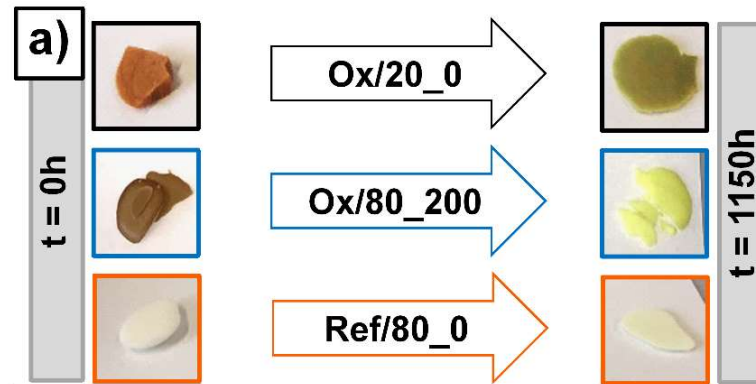 a)
t = 0h
Ox/20_0
Ox/80_200
Ref/80_0
t = 1150h